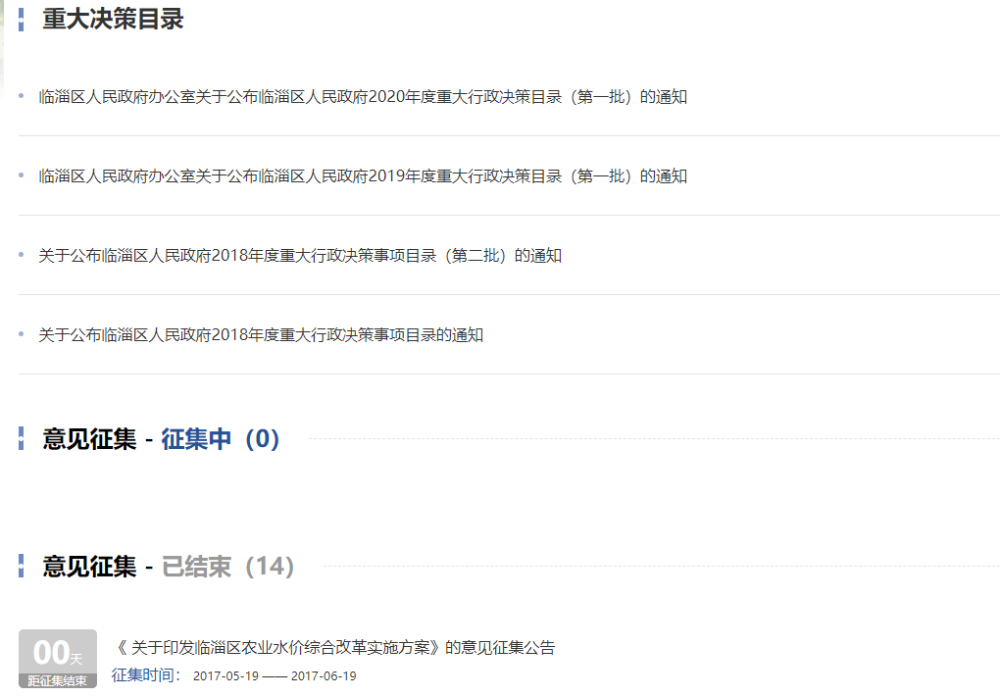 重大决策目录
临淄区人民政府办公室关于公布临淄区人民政府2020年度重大行政决策目录（第一批）的通知
临淄区人民政府办公室关于公布临淄区人民政府2019年度重大行政决策目录（第一批）的通知
关于公布临淄区人民政府2018年度重大行政决策事项目录（第二批）的通知
关于公布临淄区人民政府2018年度重大行政决策事项目录的通知
意见征集 - 征集中（0）
意见征集 - 已结束（14）
00天
距征集结束
《 关于印发临淄区农业水价综合改革实施方案》的意见征集公告
征集时间： 2017-05-19 —— 2017-06-19